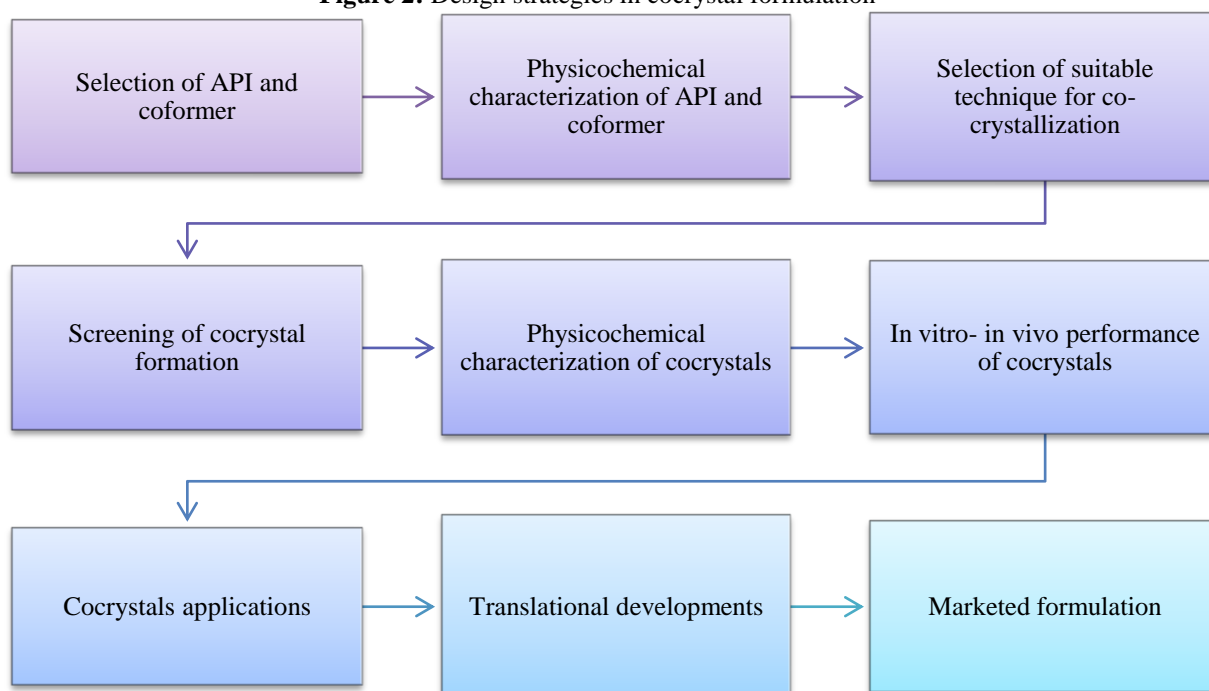 Figure 2: Design strategies in cocrystal formulation
Selection of API and
coformer
Physicochemical
characterization of API and
coformer
Selection of suitable
technique for co-
crystallization
Screening of cocrystal
formation
Physicochemical
characterization of cocrystals
In vitro- in vivo performance
of cocrystals
Cocrystals applications
Translational developments
Marketed formulation